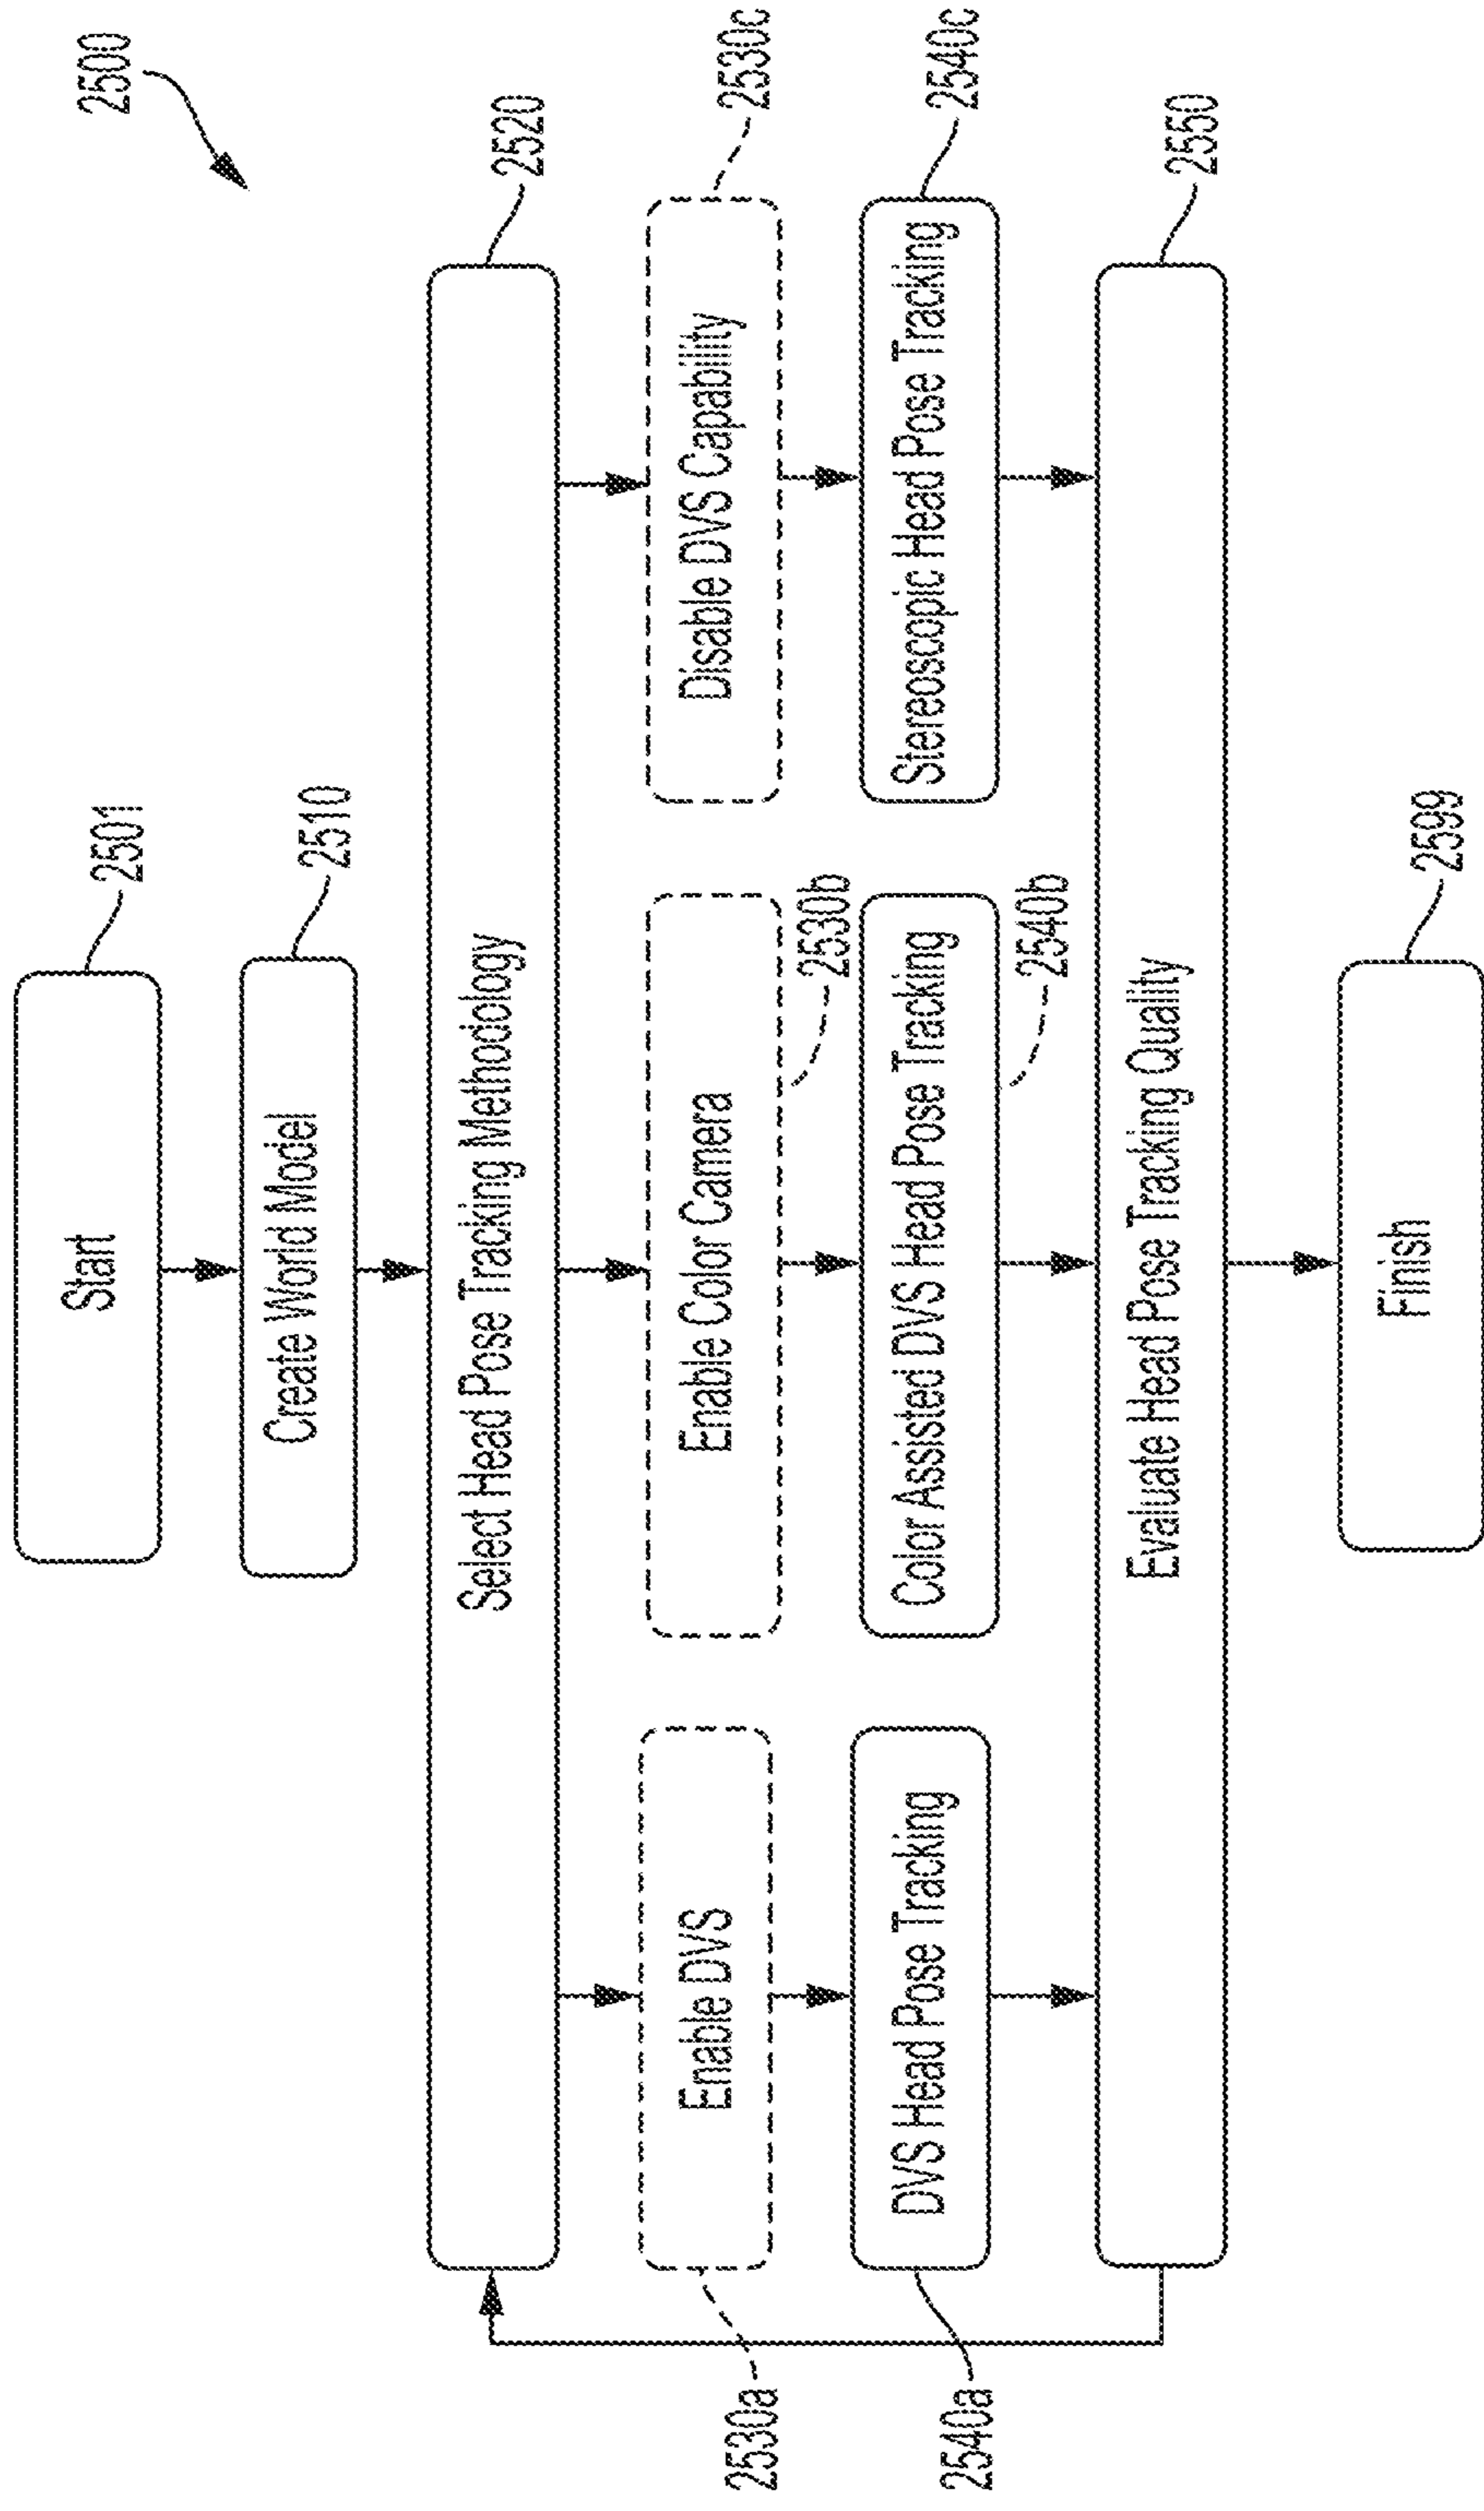 2500
Start
2501
Create World Model
2510
Select Head Pose Tracking Methodology
2520
Enable DVS
2530a
Enable Color Camera
2530b
Disable DVS Capability
2530c
DVS Head Pose Tracking
2540a
Color Assisted DVS Head Pose Tracking
2540b
Stereoscopic Head Pose Tracking
2540c
Evaluate Head Pose Tracking Quality
2550
Finish
2599